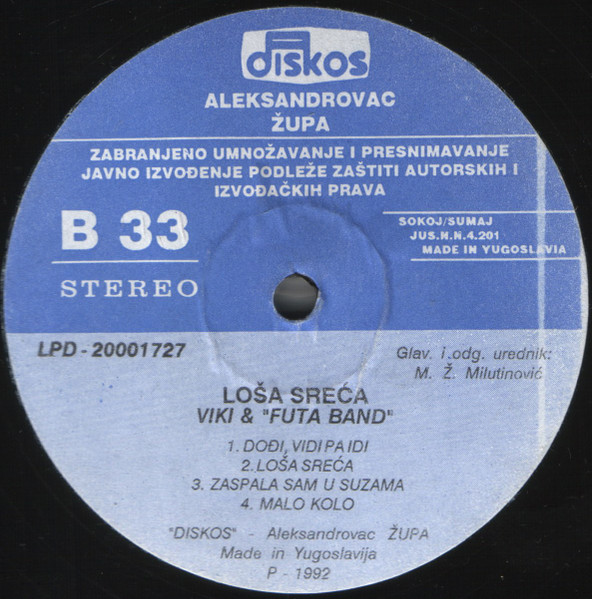 DISKOS
ALEKSANDROVAC
ŽUPA
ZABRANJENO UMNOŽAVANJE I PRESNIMAVANJE
JAVNO IZVOĐENJE PODLEŽE ZAŠTITI AUTORSKIH I
IZVOĐAČKIH PRAVA
B 33
STEREO
SOKOJ/SUMAJ
JUS.N.N.4.201
MADE IN YUGOSLAVIA
LPD - 20001727
Glav. i .odg. urednik:
M. Ž. Milutinović
LOŠA SREĆA
VIKI & "FUTA BAND"
1. DOĐI, VIDI PA IDI
2. LOŠA SREĆA
3. ZASPALA SAM U SUZAMA
4. MALO KOLO
"DISKOS" - Aleksandrovac ŽUPA
Made in Yugoslavija
P - 1992